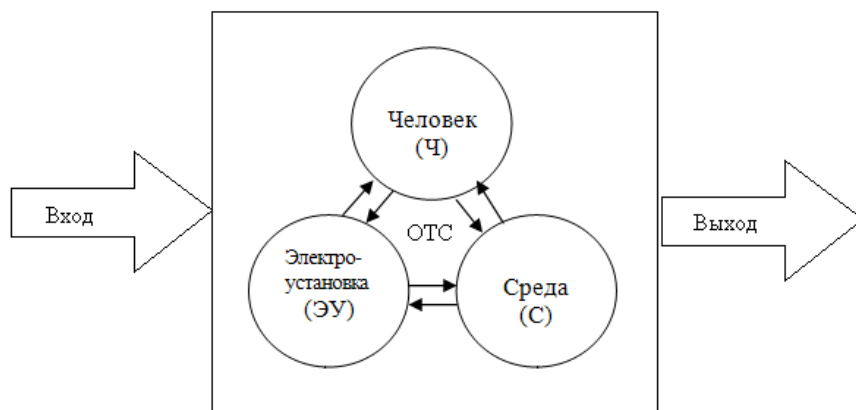 Человек
(Ч)
Вход
ОТС
Выход
Электро-
установка
(ЭУ)
Среда
(С)